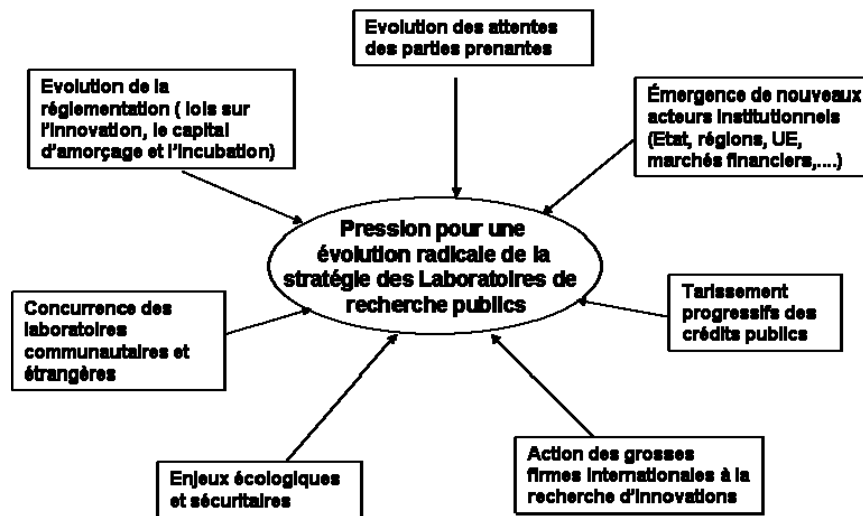 Evolution des attentes
des parties prenantes
Evolution de la
réglementation ( lois sur
l'innovation, le capital
d'amorçage et l'incubation)
Émergence de nouveaux
acteurs institutionnels
(Etat, régions, UE,
marchés financiers,....)
Pression pour une
évolution radicale de la
stratégie des Laboratoires de
recherche publics
Concurrence des
laboratoires
communautaires et
étrangères
Tarissement
progressifs des
crédits publics
Enjeux écologiques
et sécuritaires
Action des grosses
firmes internationales à la
recherche d'innovations